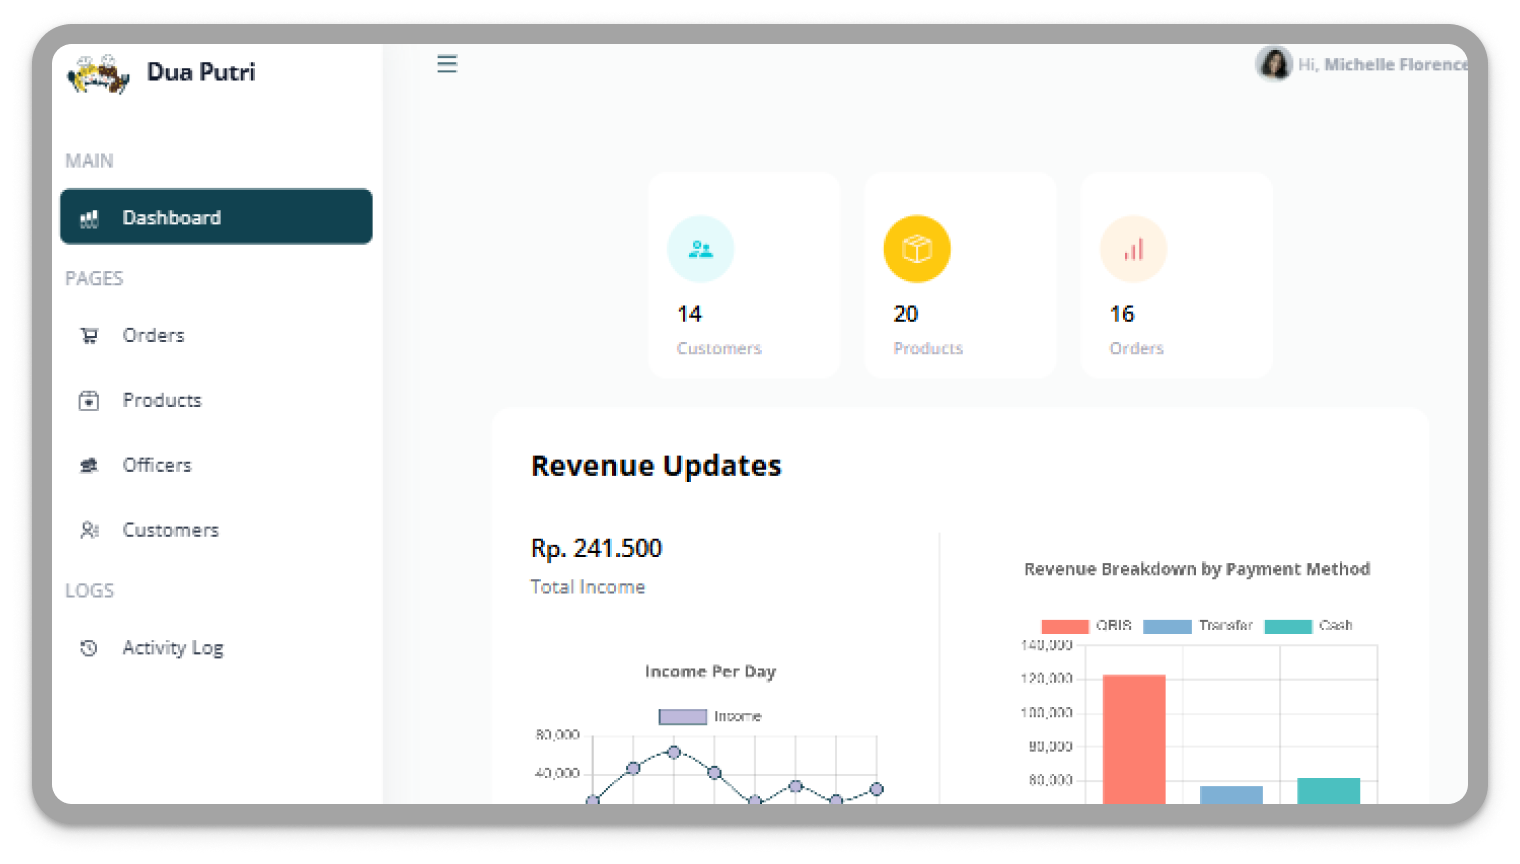 Dua Putri
Hi, Michelle Florence
MAIN
Dashboard
PAGES
Orders
Products
Officers
Customers
LOGS
Activity Log
14
Customers
20
Products
16
Orders
Revenue Updates
Rp. 241.500
Total Income
Income Per Day
Income
80,000
40,000
Revenue Breakdown by Payment Method
QRIS Transfer Cash
140,000
120,000
100,000
80,000
60,000